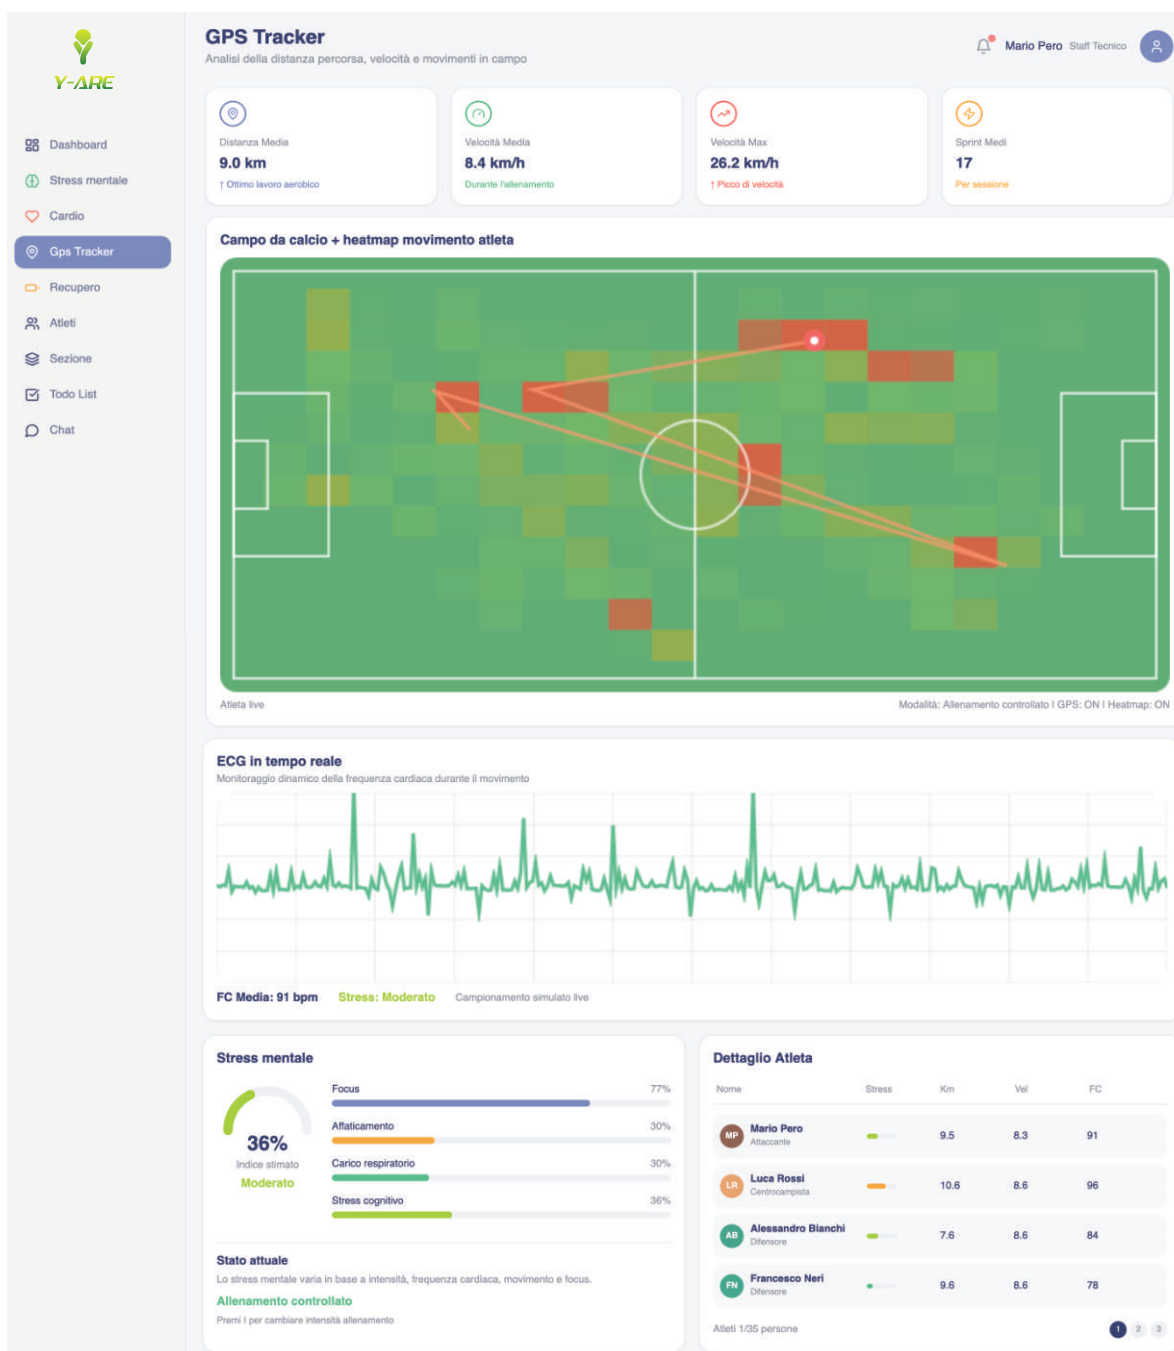 Y-ARE
Dashboard
Stress mentale
Cardio
Gps Tracker
Recupero
Atleti
Sezione
Todo List
Chat
GPS Tracker
Analisi della distanza percorsa, velocità e movimenti in campo
Mario Pero Staff Tecnico
Distanza Media
9.0 km
↑ Ottimo lavoro aerobico
Velocità Media
8.4 km/h
Durante l'allenamento
Velocità Max
26.2 km/h
↑ Picco di velocità
Sprint Medi
17
Per sessione
Campo da calcio + heatmap movimento atleta
Atleta live
Modalità: Allenamento controllato | GPS: ON | Heatmap: ON
ECG in tempo reale
Monitoraggio dinamico della frequenza cardiaca durante il movimento
FC Media: 91 bpm Stress: Moderato Campionamento simulato live
Stress mentale
36%
Indice stimato
Moderato
Focus 77%
Affaticamento 30%
Carico respiratorio 30%
Stress cognitivo 36%
Stato attuale
Lo stress mentale varia in base a intensità, frequenza cardiaca, movimento e focus.
Allenamento controllato
Premi I per cambiare intensità allenamento
Dettaglio Atleta
Nome Stress Km Vel FC
MP Mario Pero 9.5 8.3 91
Attaccante
LR Luca Rossi 10.6 8.6 96
Centrocampista
AB Alessandro Bianchi 7.6 8.6 84
Difensore
FN Francesco Neri 9.6 8.6 78
Difensore
Atleti 1/35 persone 1 2 3